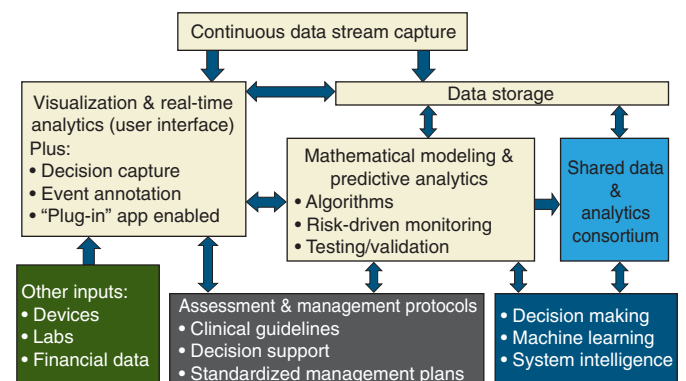 Continuous data stream capture
Visualization & real-time
analytics (user interface)
Plus:
• Decision capture
• Event annotation
• “Plug-in” app enabled
Data storage
Mathematical modeling &
predictive analytics
• Algorithms
• Risk-driven monitoring
• Testing/validation
Shared data
&
analytics
consortium
Other inputs:
• Devices
• Labs
• Financial data
Assessment & management protocols
• Clinical guidelines
• Decision support
• Standardized management plans
• Decision making
• Machine learning
• System intelligence